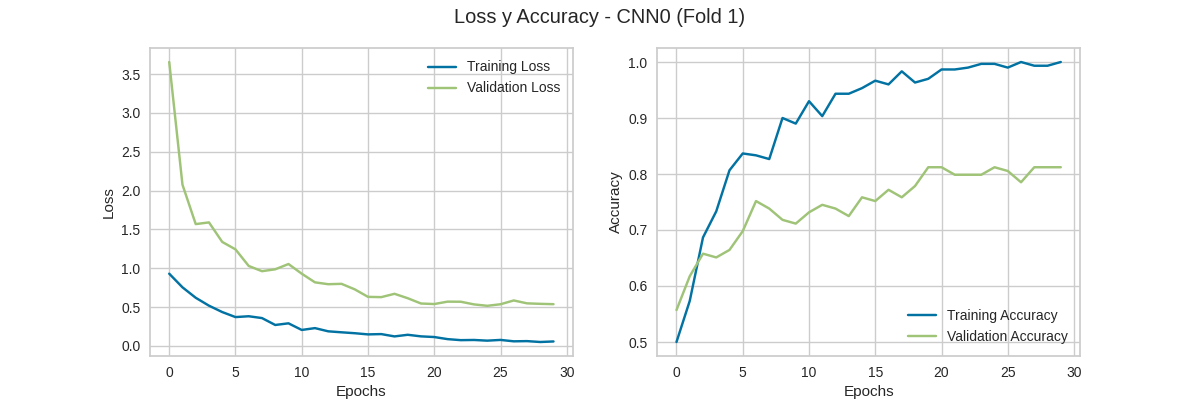 Loss y Accuracy - CNN0 (Fold 1)
Training Loss
Validation Loss
3.5
3.0
2.5
2.0
1.5
1.0
0.5
0.0
Loss
0 5 10 15 20 25 30
Epochs
1.0
0.9
0.8
0.7
0.6
0.5
Accuracy
Training Accuracy
Validation Accuracy
0 5 10 15 20 25 30
Epochs